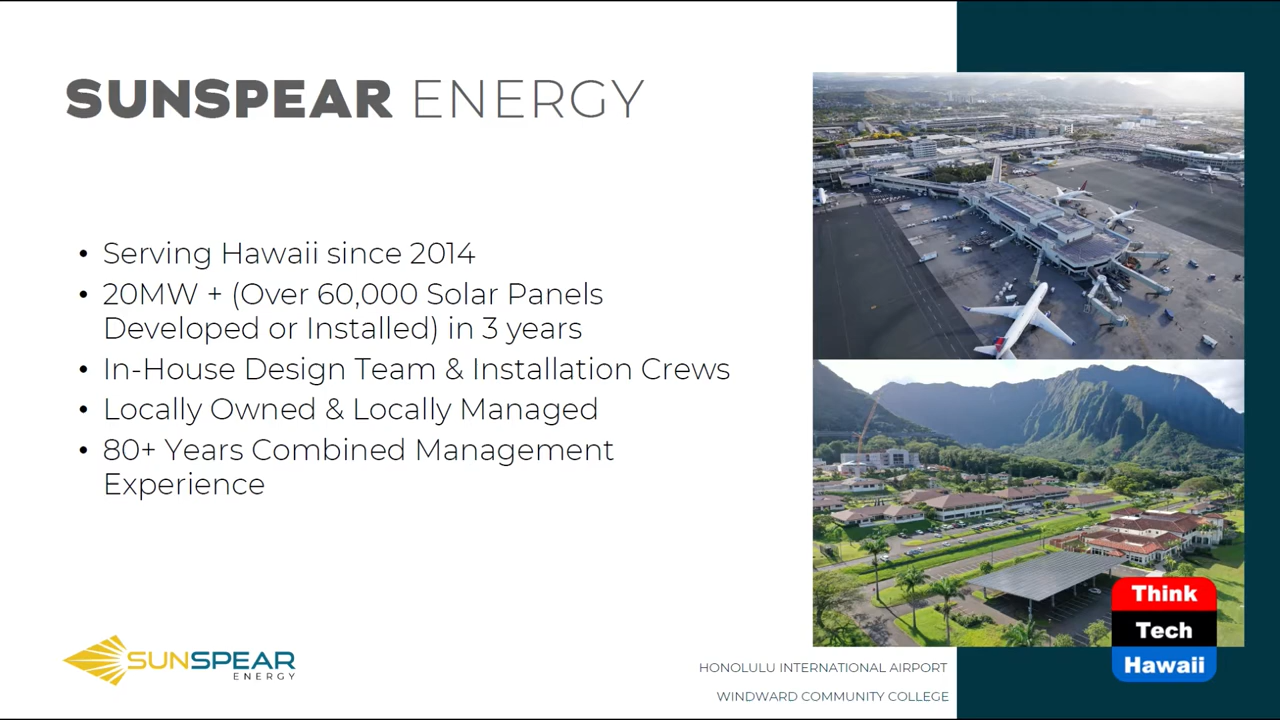 SUNSPEAR ENERGY
• Serving Hawaii since 2014
• 20MW + (Over 60,000 Solar Panels
Developed or Installed) in 3 years
• In-House Design Team & Installation Crews
• Locally Owned & Locally Managed
• 80+ Years Combined Management
Experience
SUNSPEAR
ENERGY
HONOLULU INTERNATIONAL AIRPORT
WINDWARD COMMUNITY COLLEGE
Think
Tech
Hawaii